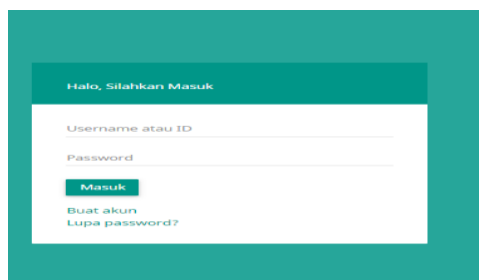 Halo, Silahkan Masuk
Username atau ID
Password
Masuk
Buat akun
Lupa password?